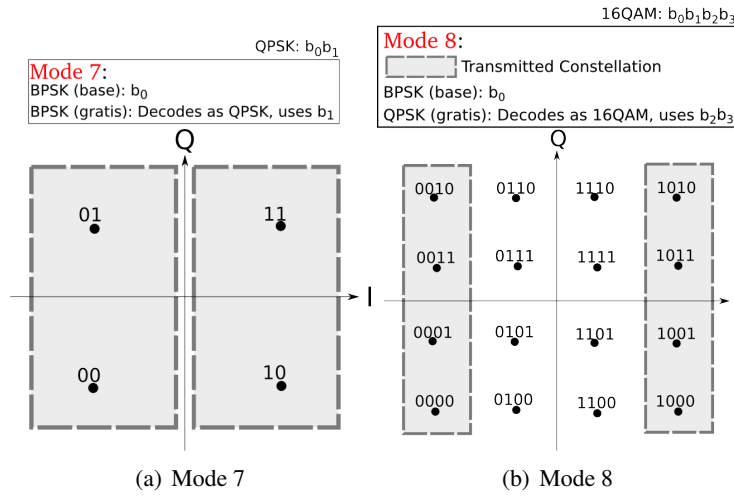 QPSK: b0b1
Mode 7:
BPSK (base): b0
BPSK (gratis): Decodes as QPSK, uses b1
Q
01
11
I
00
10
(a) Mode 7
16QAM: b0b1b2b3
Mode 8:
Transmitted Constellation
BPSK (base): b0
QPSK (gratis): Decodes as 16QAM, uses b2b3
Q
0010 0110 1110 1010
0011 0111 1111 1011
0001 0101 1101 1001
0000 0100 1100 1000
(b) Mode 8